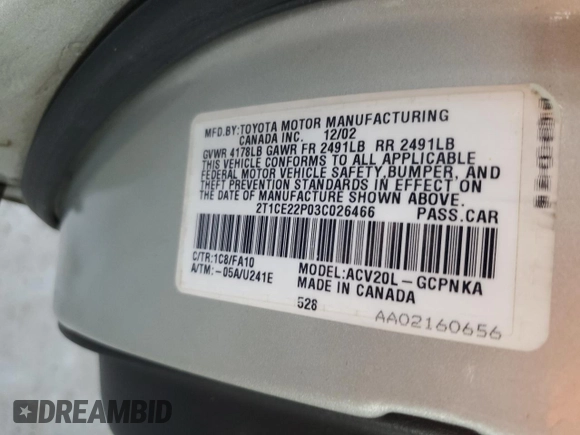 MFD.BY:TOYOTA MOTOR MANUFACTURING
CANADA INC. 12/02
GVWR 4178LB GAWR FR 2491LB RR 2491LB
THIS VEHICLE CONFORMS TO ALL APPLICABLE
FEDERAL MOTOR VEHICLE SAFETY,BUMPER, AND
THEFT PREVENTION STANDARDS IN EFFECT ON
THE DATE OF MANUFACTURE SHOWN ABOVE.
2T1CE22P03C026466 PASS.CAR
C/TR:1C8/FA10
A/TM:-05A/U241E
MODEL:ACV20L-GCPNKA
MADE IN CANADA
528
AA02160656
DREAMBID